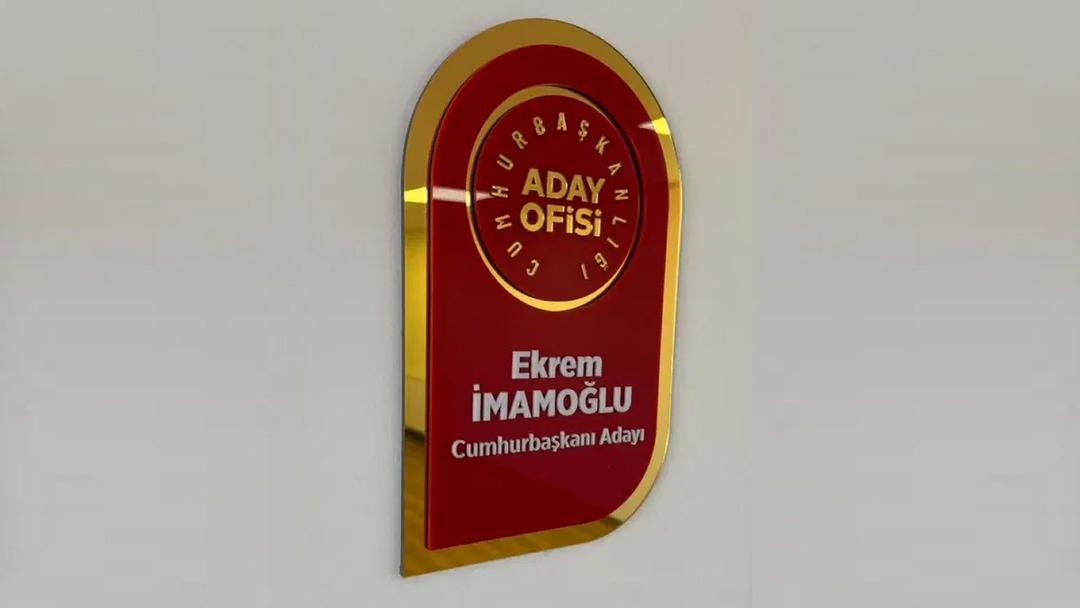 CUMHURBAŞKANLIĞI
ADAY
OFİSİ
Ekrem
İMAMOĞLU
Cumhurbaşkanı Adayı